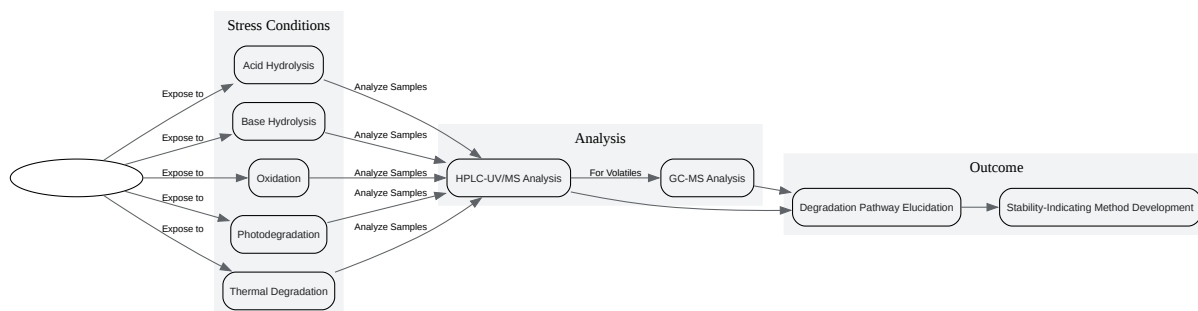 Stress Conditions
Acid Hydrolysis
Expose to
Analyze Samples
Base Hydrolysis
Expose to
Analyze Samples
Analysis
Outcome
Expose to
Oxidation
Analyze Samples
HPLC-UV/MS Analysis
For Volatiles
GC-MS Analysis
Expose to
Analyze Samples
Degradation Pathway Elucidation
Stability-Indicating Method Development
Photodegradation
Expose to
Analyze Samples
Thermal Degradation